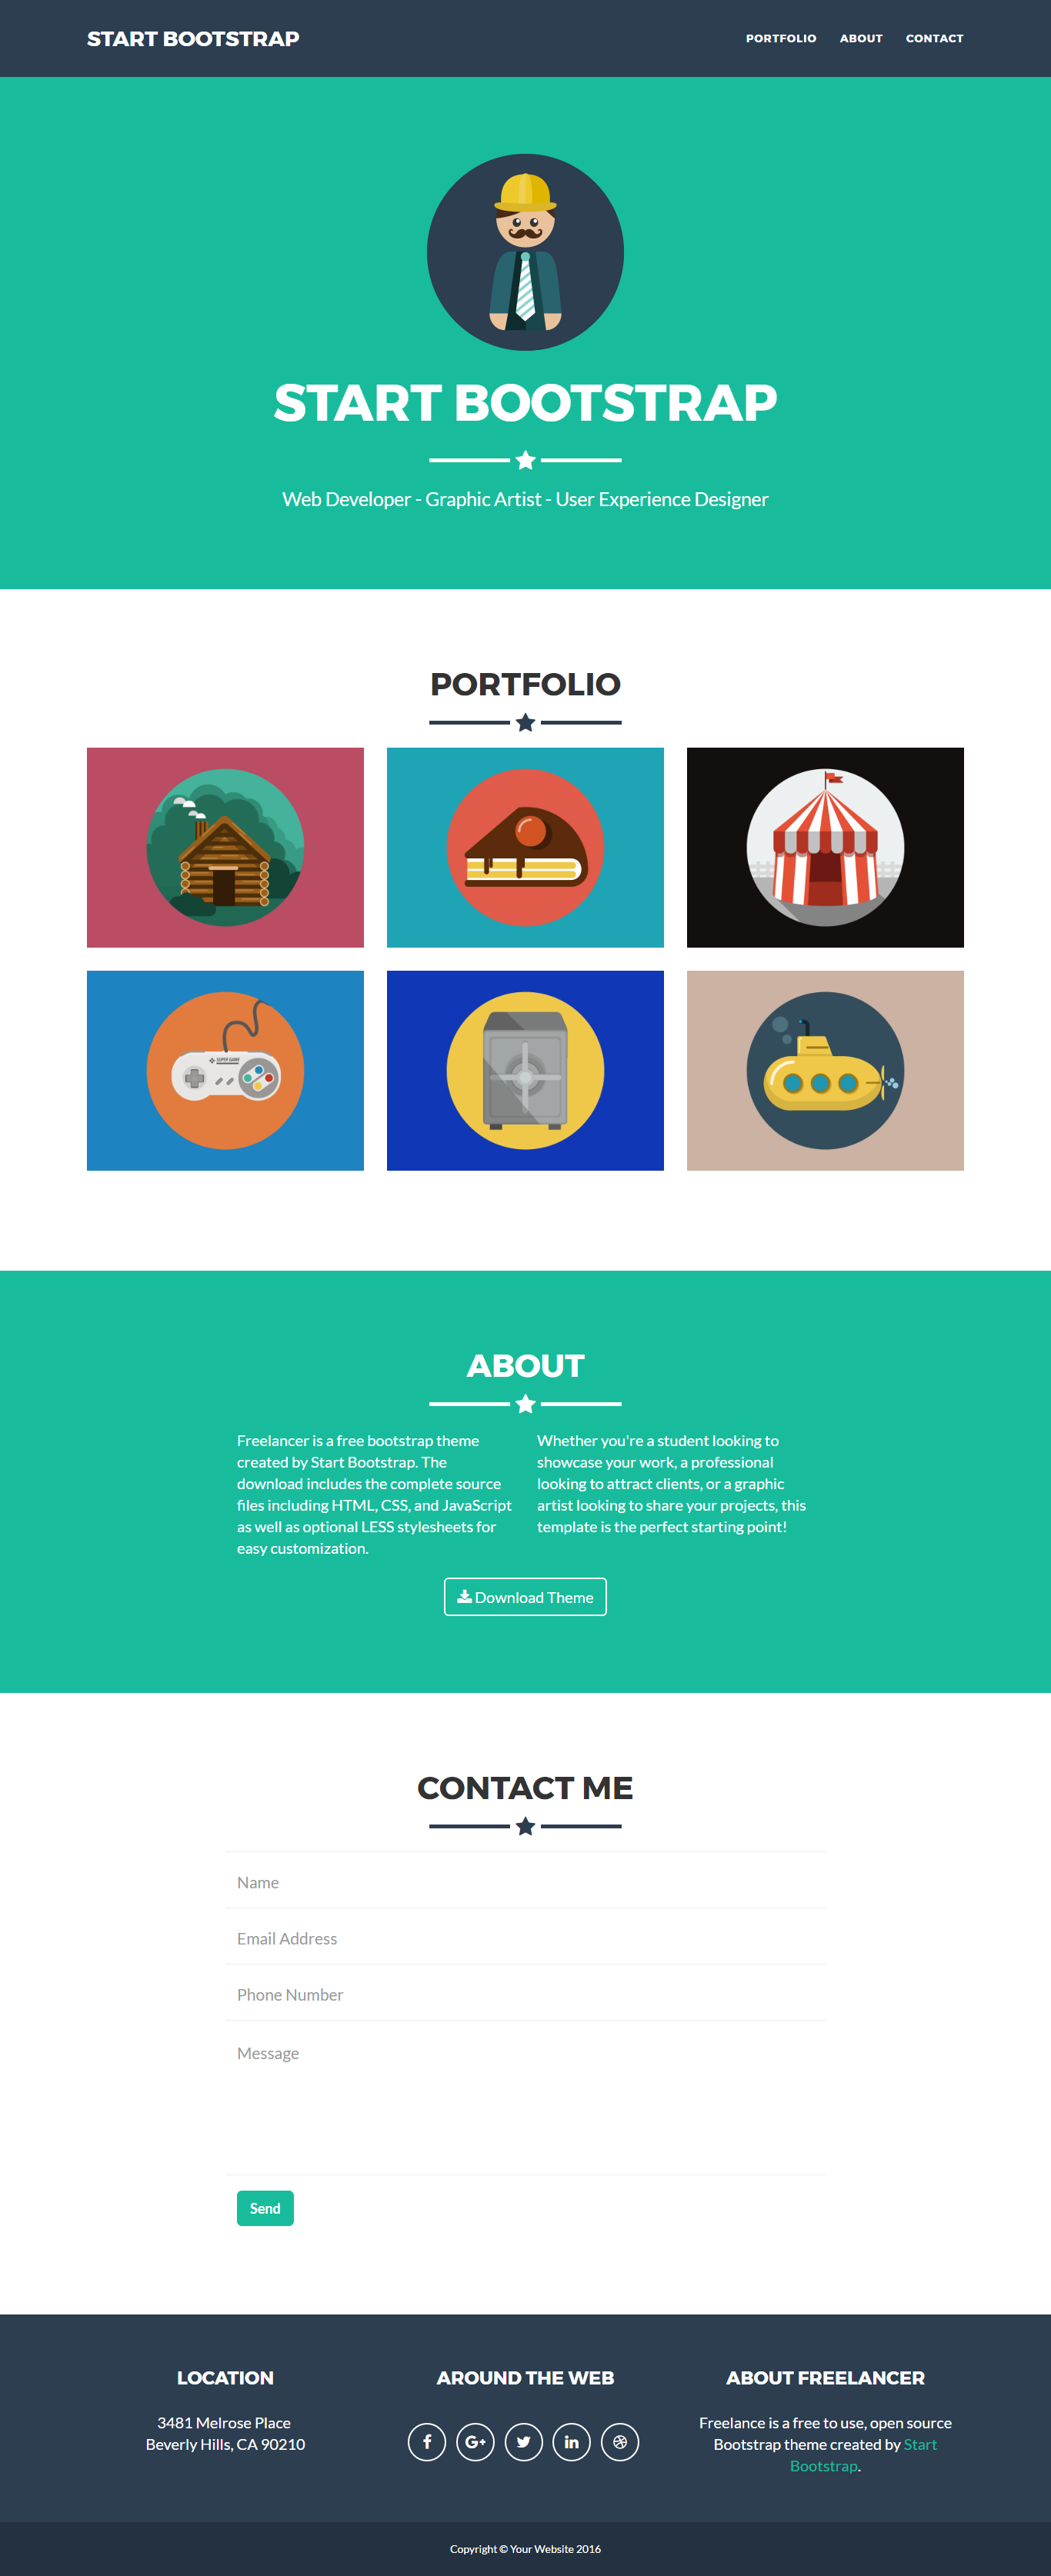 START BOOTSTRAP
PORTFOLIO ABOUT CONTACT
START BOOTSTRAP
Web Developer - Graphic Artist - User Experience Designer
PORTFOLIO
SUPER GAME
ABOUT
Freelancer is a free bootstrap theme
created by Start Bootstrap. The
download includes the complete source
files including HTML, CSS, and JavaScript
as well as optional LESS stylesheets for
easy customization.
Whether you're a student looking to
showcase your work, a professional
looking to attract clients, or a graphic
artist looking to share your projects, this
template is the perfect starting point!
Download Theme
CONTACT ME
Name
Email Address
Phone Number
Message
Send
LOCATION
3481 Melrose Place
Beverly Hills, CA 90210
AROUND THE WEB
ABOUT FREELANCER
Freelance is a free to use, open source
Bootstrap theme created by Start
Bootstrap.
Copyright © Your Website 2016